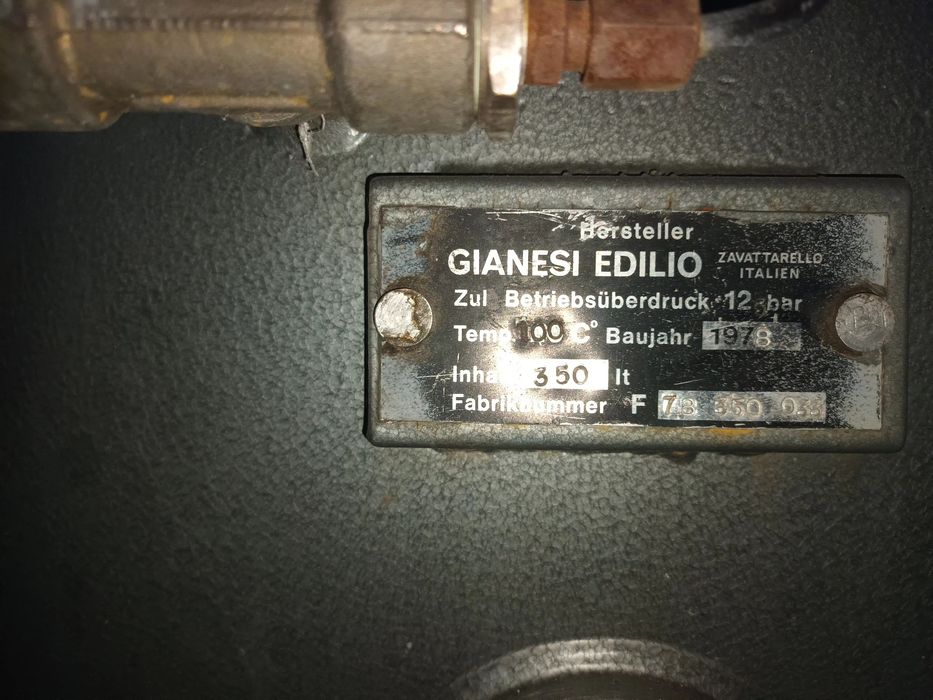 Hersteller
GIANESI EDILIO ZAVATTARELLO ITALIEN
Zul Betriebsüberdruck 12 bar
Temp 100 C° Baujahr 1978
Inhalt 350 lt
Fabriknummer F 78 350 033